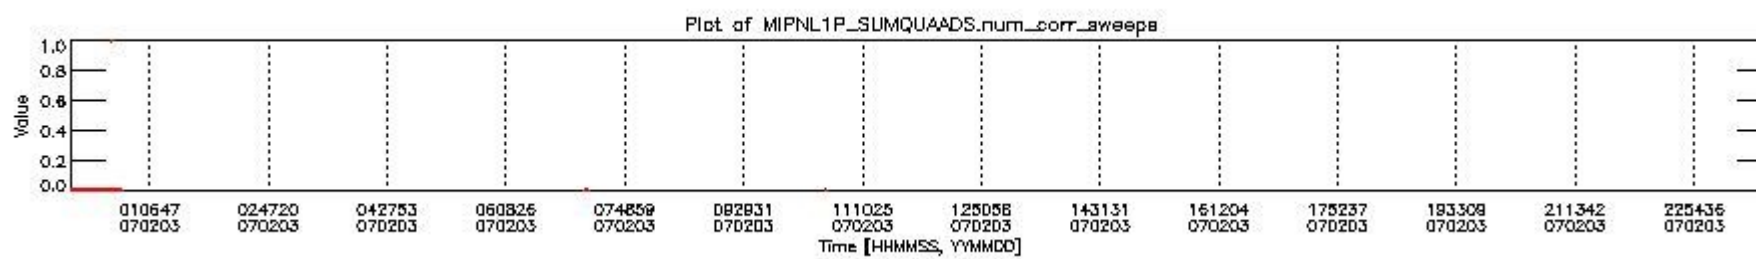 Plot of MIPNL1P_SUMQUAADS.num_corr_sweeps
1.0
0.8
0.6
0.4
0.2
0.0
Value
010647 024720 042753 060826 074859 092931 111025 125058 143131 161204 175237 193309 211342 225436
070203 070203 070203 070203 070203 070203 070203 070203 070203 070203 070203 070203 070203 070203
Time [HHMMSS, YYMMDD]